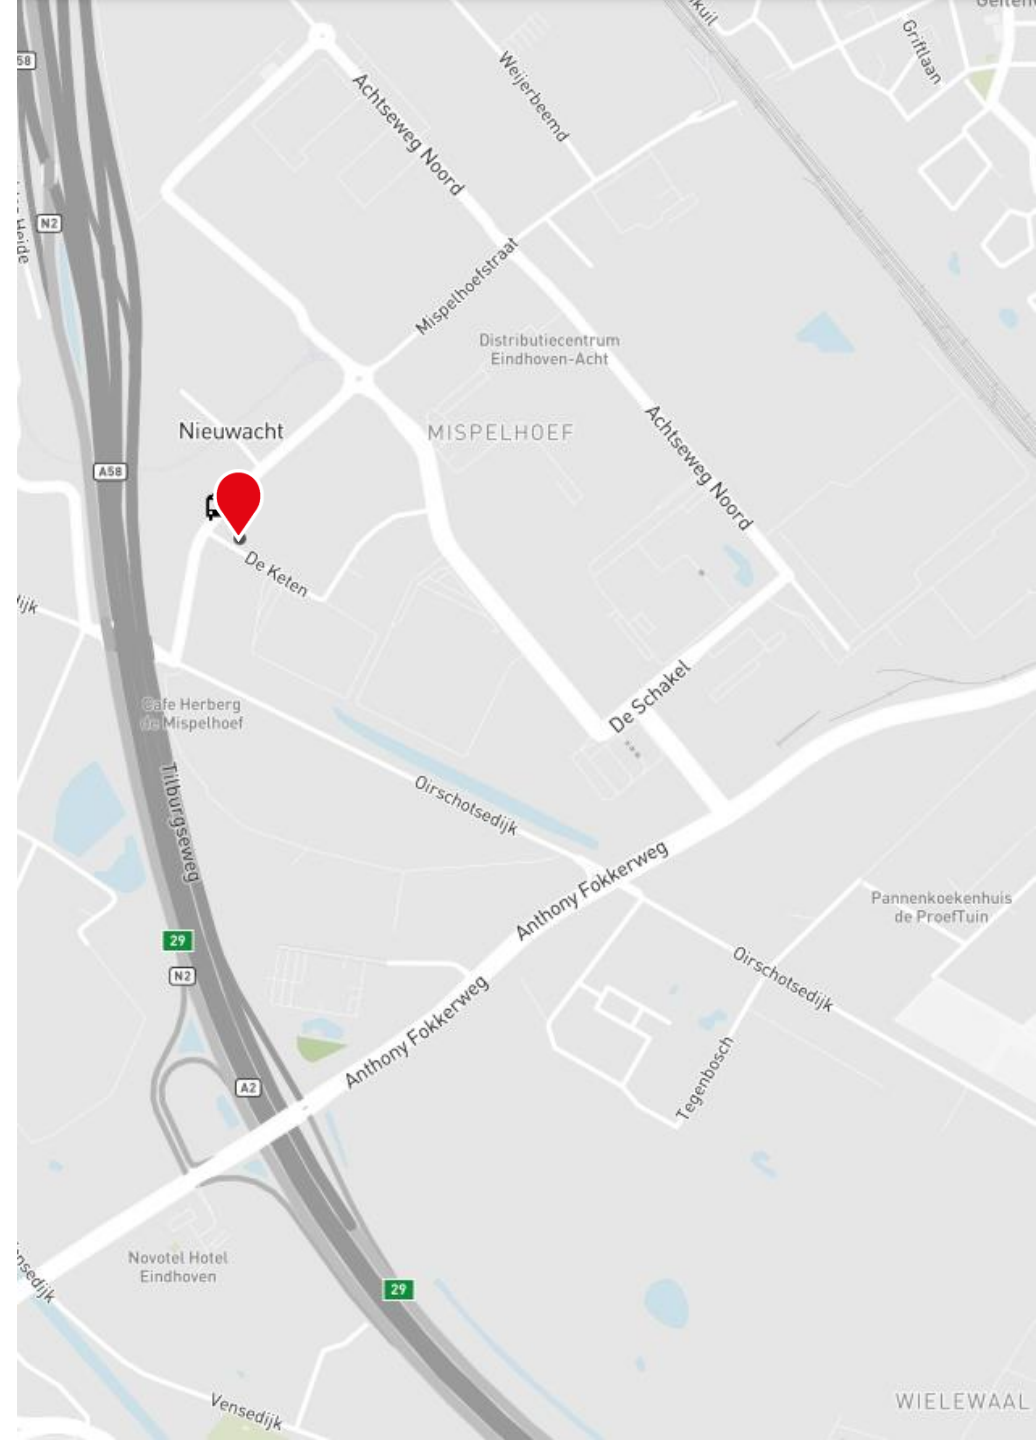 Griftlaan
58
Weijerbeemd
Achtseweg Noord
N2
Mispelhoefstraat
Distributiecentrum
Eindhoven-Acht
Nieuwacht
MISPELHOEF
A58
Achtseweg Noord
De Keten
De Schakel
Cafe Herberg
de Mispelhoef
Tilburgseweg
Oirschotsedijk
Anthony Fokkerweg
Pannenkoekenhuis
de ProefTuin
29
N2
Oirschotsedijk
Anthony Fokkerweg
Tegenbosch
A2
Novotel Hotel
Eindhoven
29
Vensedijk
WIELEWAAL